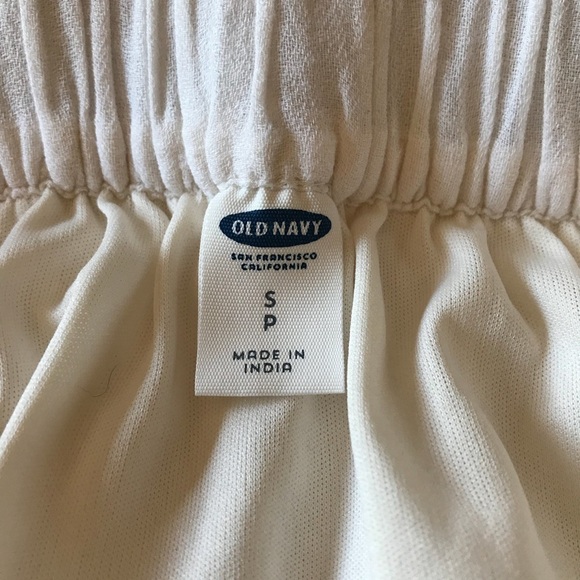 OLD NAVY
SAN FRANCISCO
CALIFORNIA
S
P
MADE IN
INDIA